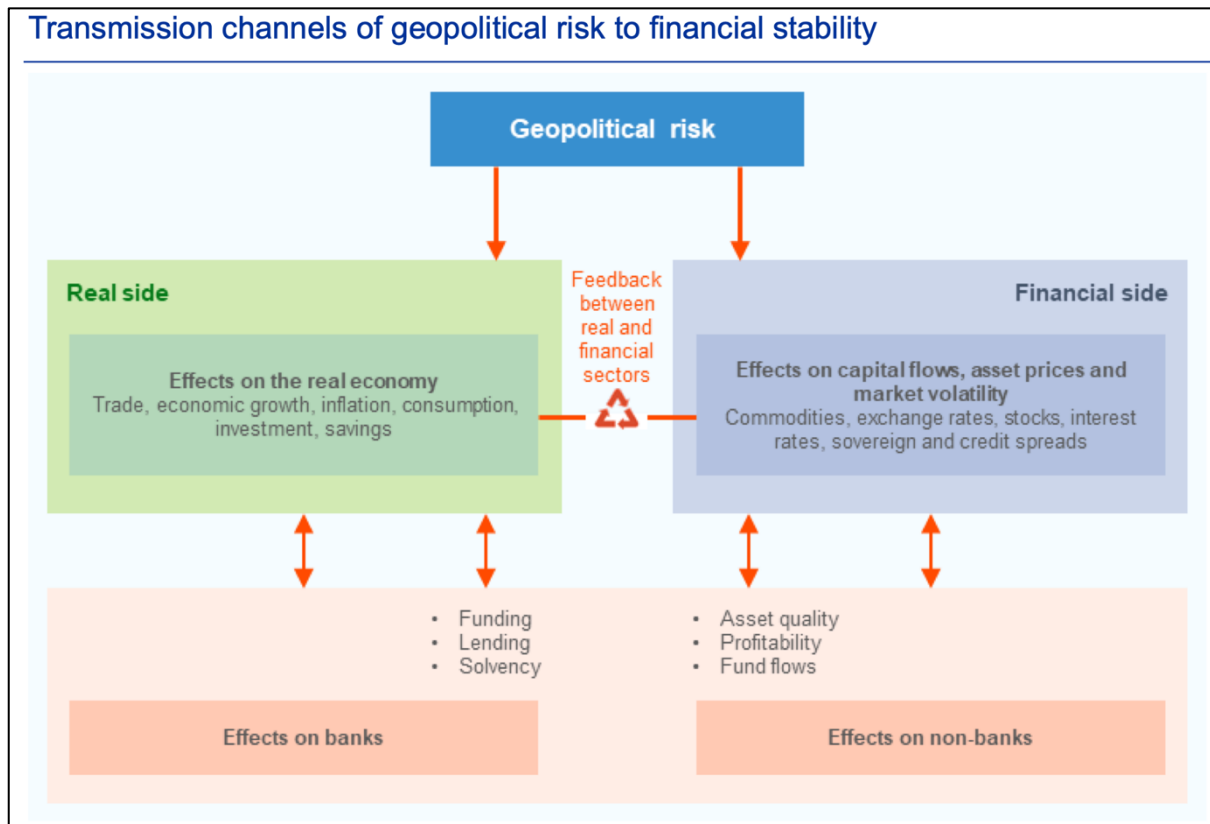 Transmission channels of geopolitical risk to financial stability
Geopolitical risk
Real side
Effects on the real economy
Trade, economic growth, inflation, consumption,
investment, savings
Feedback
between
real and
financial
sectors
Financial side
Effects on capital flows, asset prices and
market volatility
Commodities, exchange rates, stocks, interest
rates, sovereign and credit spreads
• Funding
• Lending
• Solvency
• Asset quality
• Profitability
• Fund flows
Effects on banks
Effects on non-banks